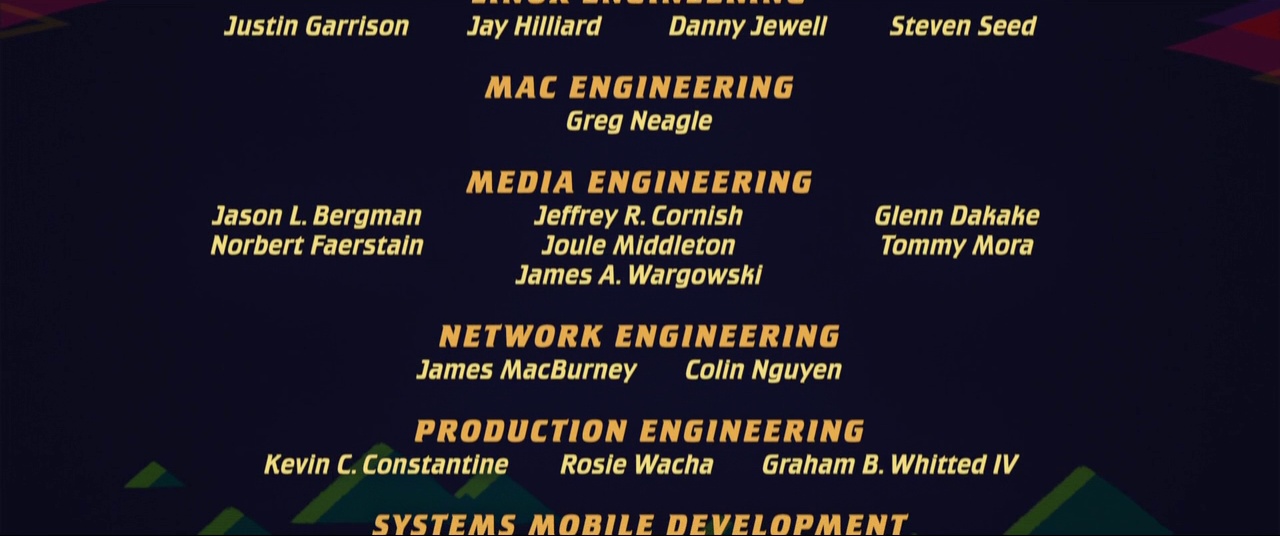 LINUX ENGINEERING
Justin Garrison Jay Hilliard Danny Jewell Steven Seed
MAC ENGINEERING
Greg Neagle
MEDIA ENGINEERING
Jason L. Bergman Jeffrey R. Cornish Glenn Dakake
Norbert Faerstain Joule Middleton Tommy Mora
James A. Wargowski
NETWORK ENGINEERING
James MacBurney Colin Nguyen
PRODUCTION ENGINEERING
Kevin C. Constantine Rosie Wacha Graham B. Whitted IV
SYSTEMS MOBILE DEVELOPMENT